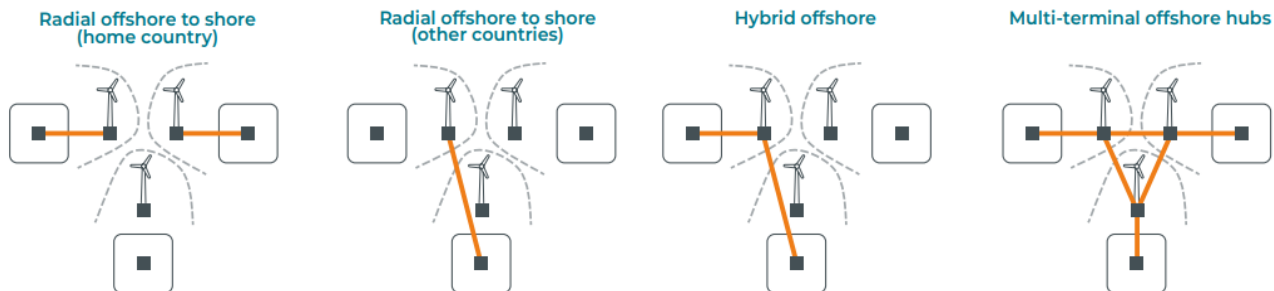 Radial offshore to shore
(home country)
Radial offshore to shore
(other countries)
Hybrid offshore
Multi-terminal offshore hubs